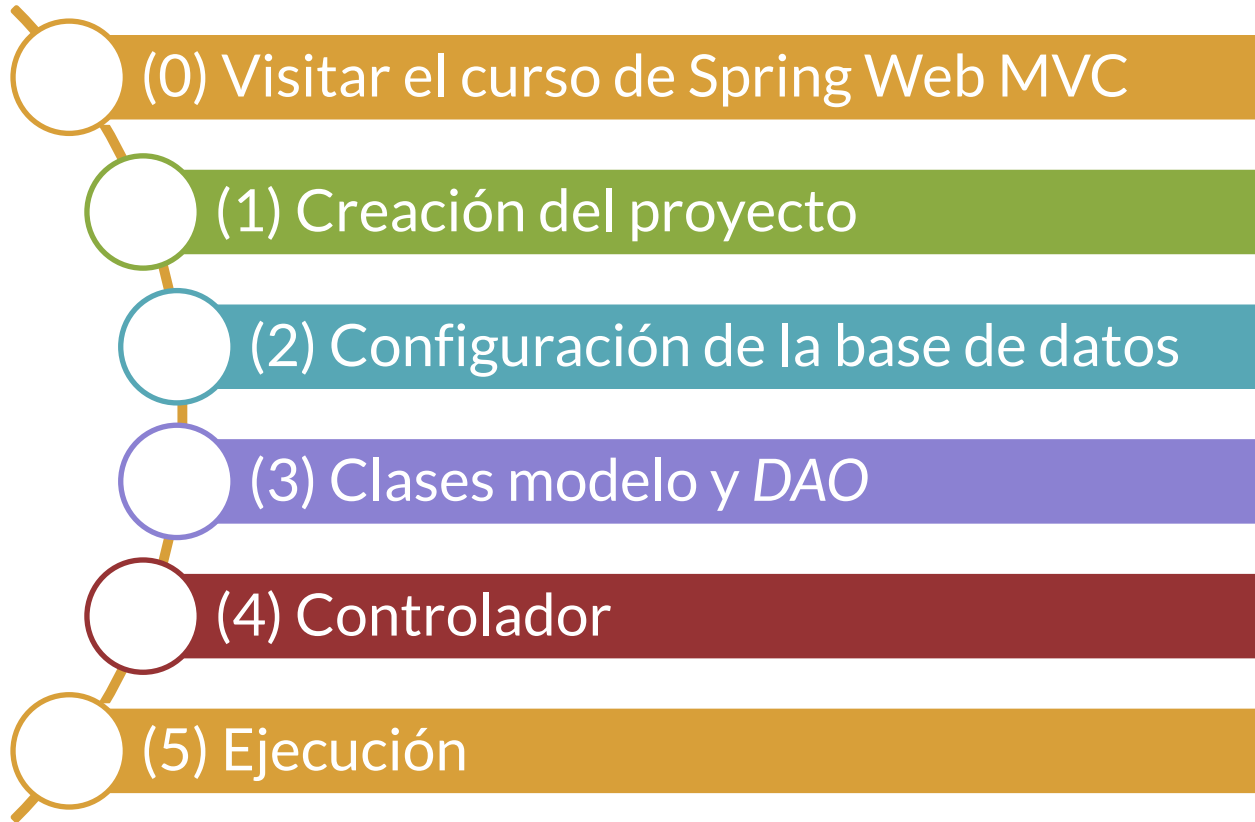 (0) Visitar el curso de Spring Web MVC
(1) Creación del proyecto
(2) Configuración de la base de datos
(3) Clases modelo y DAO
(4) Controlador
(5) Ejecución